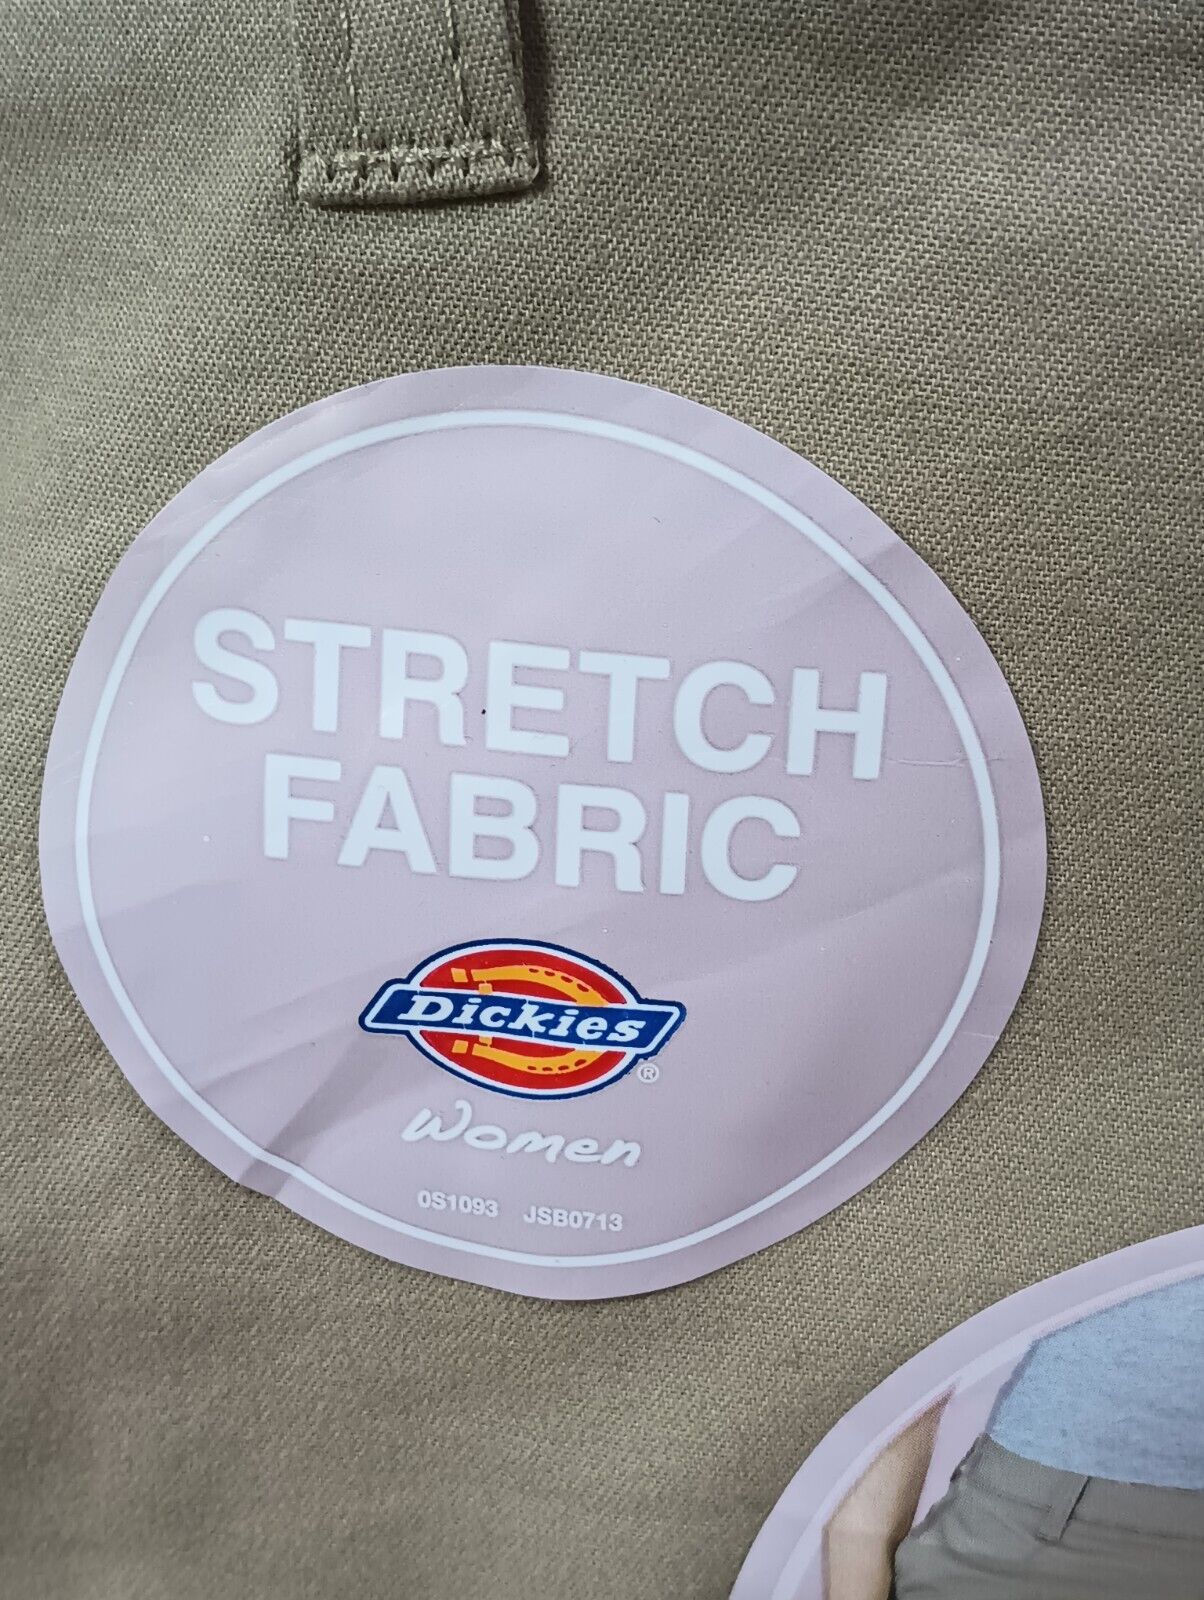 STRETCH
FABRIC
Dickies
®
Women
0S1093 JSB0713